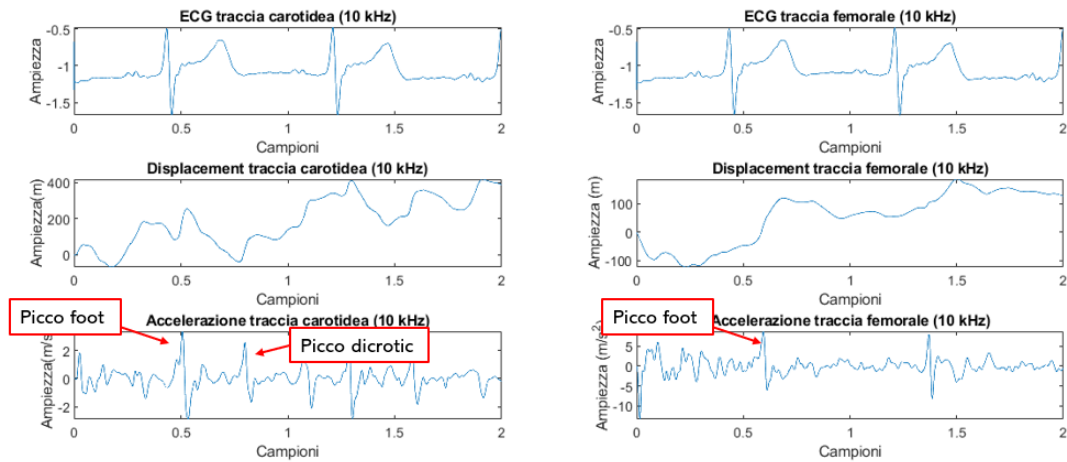 ECG traccia carotidea (10 kHz)
Ampiezza
-0.5
-1
-1.5
0 0.5 1 1.5 2
Campioni
ECG traccia femorale (10 kHz)
Ampiezza
-0.5
-1
-1.5
0 0.5 1 1.5 2
Campioni
Displacement traccia carotidea (10 kHz)
Ampiezza(m)
400
200
0
0 0.5 1 1.5 2
Campioni
Displacement traccia femorale (10 kHz)
Ampiezza (m)
100
0
-100
0 0.5 1 1.5 2
Campioni
Picco foot
Accelerazione traccia carotidea (10 kHz)
Picco dicrotic
Ampiezza(m/s
2
0
-2
0 0.5 1 1.5 2
Campioni
Picco foot
Accelerazione traccia femorale (10 kHz)
Ampiezza (m/s²)
5
0
-5
-10
0 0.5 1 1.5 2
Campioni